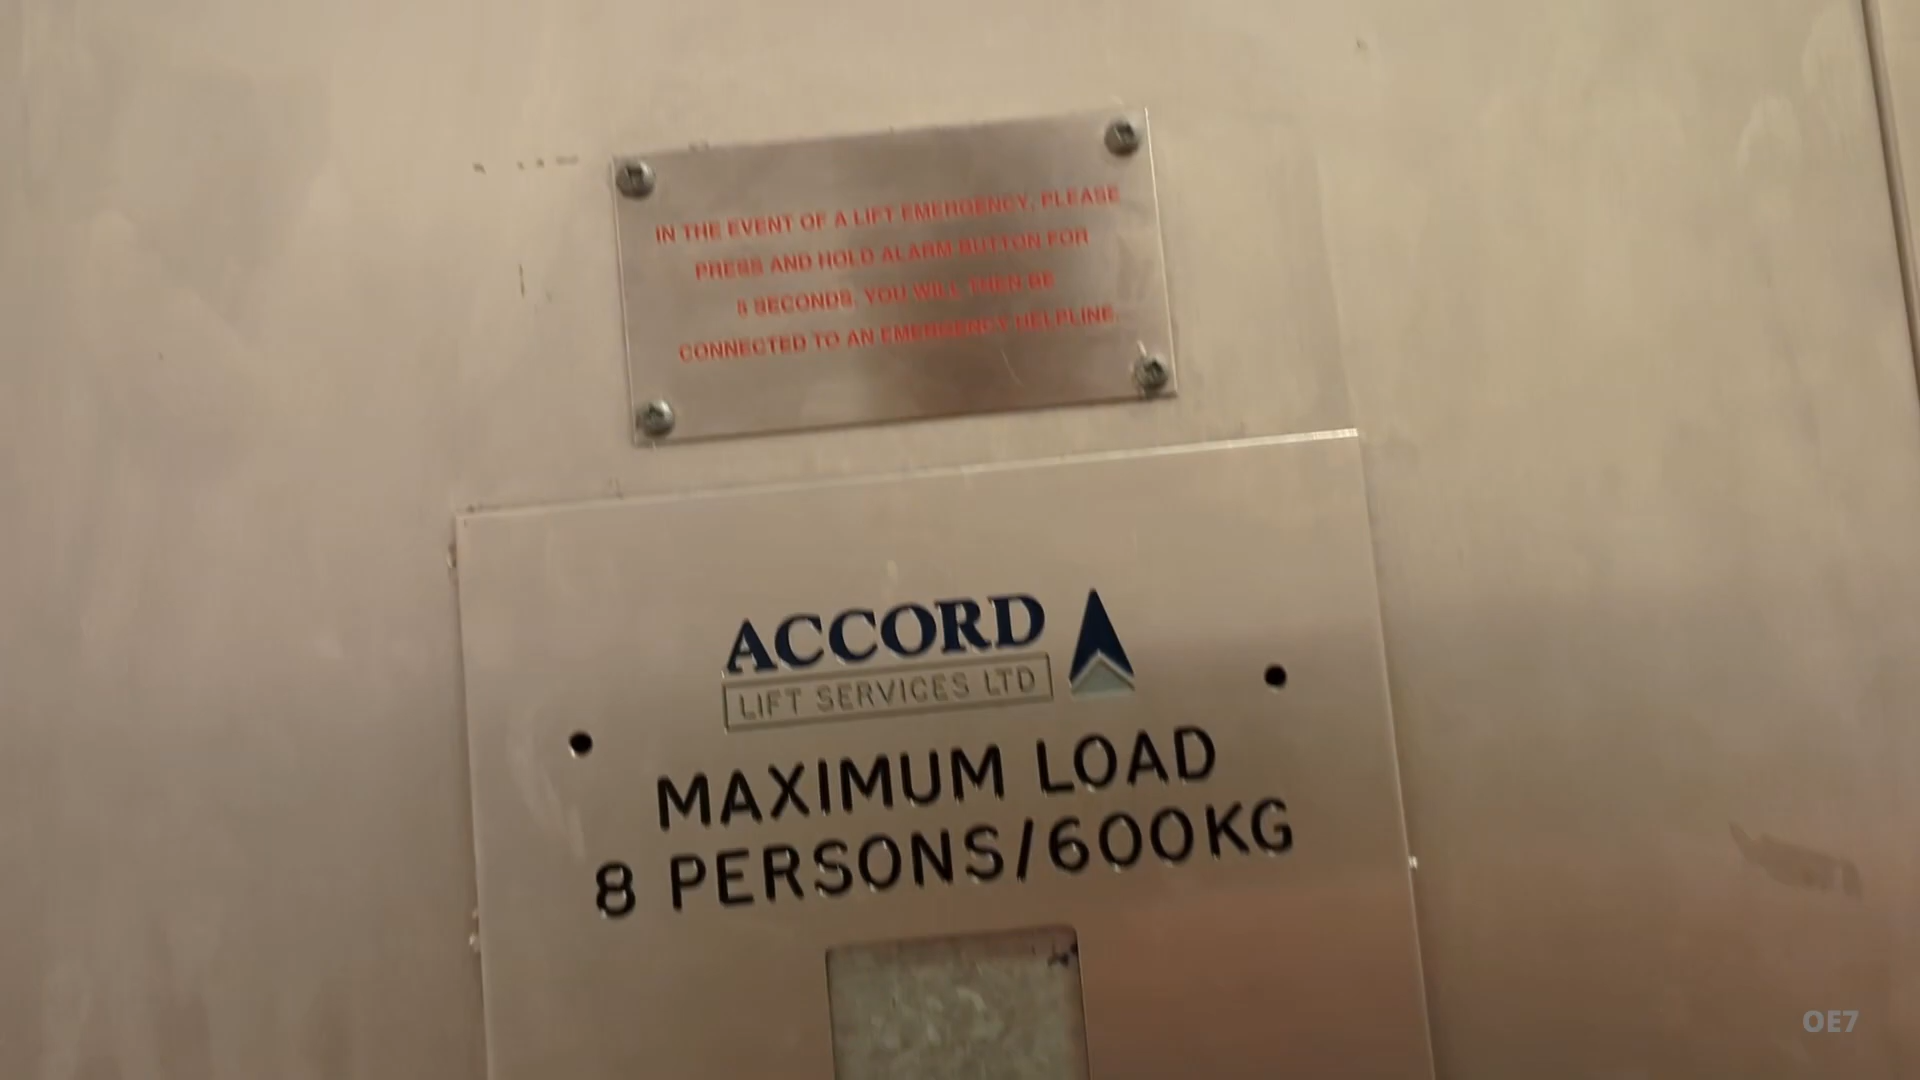 IN THE EVENT OF A LIFT EMERGENCY, PLEASE
PRESS AND HOLD ALARM BUTTON FOR
5 SECONDS. YOU WILL THEN BE
CONNECTED TO AN EMERGENCY HELPLINE.
ACCORD
LIFT SERVICES LTD
MAXIMUM LOAD
8 PERSONS/600KG
OE7